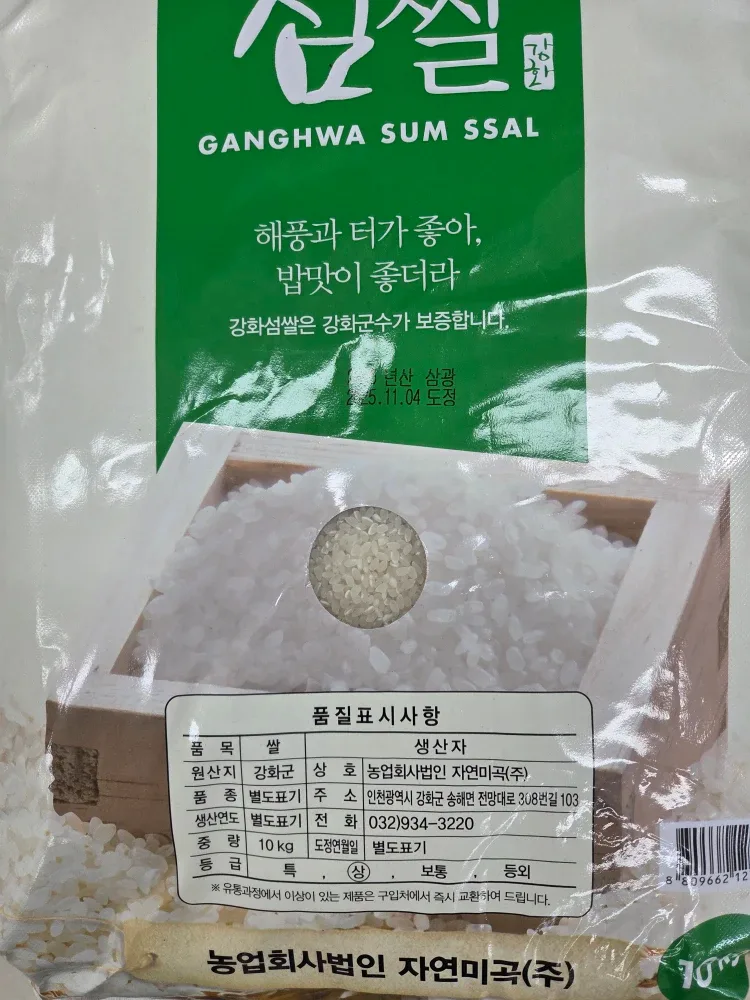 섬쌀
강화
GANGHWA SUM SSAL
해풍과 터가 좋아,
밥맛이 좋더라
강화섬쌀은 강화군수가 보증합니다.
년산 삼광
2025.11.04 도정
품질표시사항
품 목 쌀 생산자
원산지 강화군 상 호 농업회사법인 자연미곡(주)
품 종 별도표기 주 소 인천광역시 강화군 송해면 전망대로 308번길 103
생산연도 별도표기 전 화 032)934-3220
중 량 10 kg 도정연월일 별도표기
등 급 특 , 상 , 보통 , 등외
※ 유통과정에서 이상이 있는 제품은 구입처에서 즉시 교환하여 드립니다.
8 809662 12
농업회사법인 자연미곡(주)
10kg